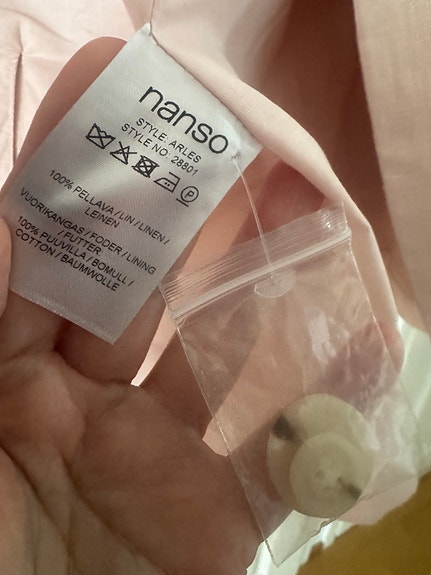 nanso
STYLE ARLES
STYLE NO. 28801
P
100% PELLAVA / LIN / LINEN /
LEINEN
VUORIKANGAS / FODER / LINING
/ FUTTER
100% PUUVILLA / BOMULL /
COTTON / BAUMWOLLE